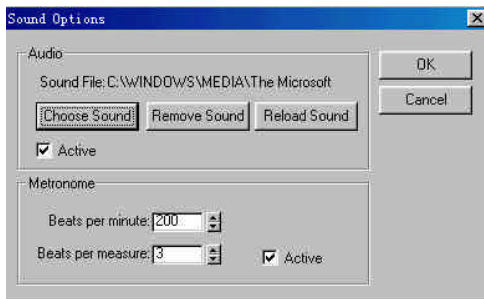 Sound Options
Audio
Sound File: C:\WINDOWS\MEDIA\The Microsoft
Choose Sound Remove Sound Reload Sound
Active
OK
Cancel
Metronome
Beats per minute: 200
Beats per measure: 3
Active